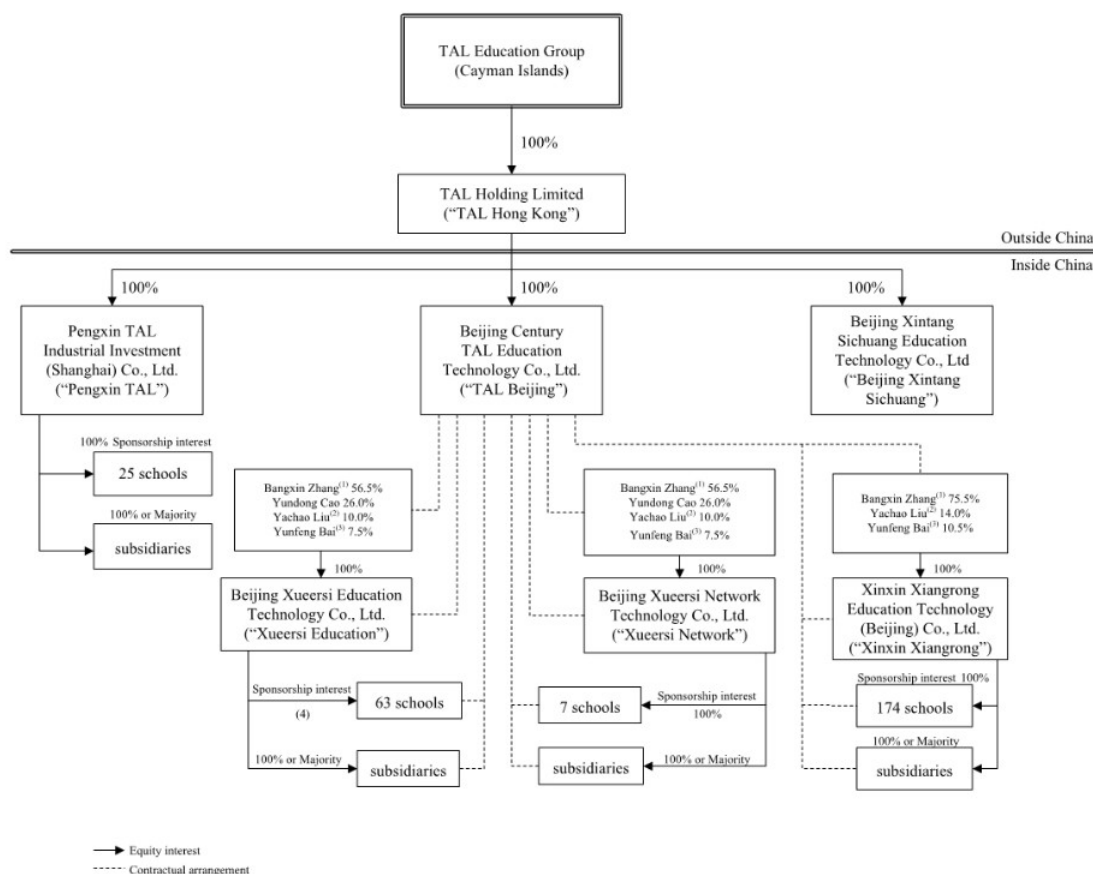 TAL Education Group
(Cayman Islands)
100%
TAL Holding Limited
(“TAL Hong Kong”)
Outside China
Inside China
100%
100%
100%
Pengxin TAL
Industrial Investment
(Shanghai) Co., Ltd.
(“Pengxin TAL”)
Beijing Century
TAL Education
Technology Co., Ltd.
(“TAL Beijing”)
Beijing Xintang
Sichuang Education
Technology Co., Ltd
(“Beijing Xintang
Sichuang”)
100% Sponsorship interest
25 schools
100% or Majority
subsidiaries
Bangxin Zhang(1) 56.5%
Yundong Cao 26.0%
Yachao Liu(2) 10.0%
Yunfeng Bai(3) 7.5%
100%
Beijing Xueersi Education
Technology Co., Ltd.
(“Xueersi Education”)
Sponsorship interest
(4)
63 schools
100% or Majority
subsidiaries
Bangxin Zhang(1) 56.5%
Yundong Cao 26.0%
Yachao Liu(2) 10.0%
Yunfeng Bai(3) 7.5%
100%
Beijing Xueersi Network
Technology Co., Ltd.
(“Xueersi Network”)
7 schools
Sponsorship interest
100%
subsidiaries
100% or Majority
Bangxin Zhang(1) 75.5%
Yachao Liu(2) 14.0%
Yunfeng Bai(3) 10.5%
100%
Xinxin Xiangrong
Education Technology
(Beijing) Co., Ltd.
(“Xinxin Xiangrong”)
Sponsorship interest 100%
174 schools
100% or Majority
subsidiaries
Equity interest
Contractual arrangement